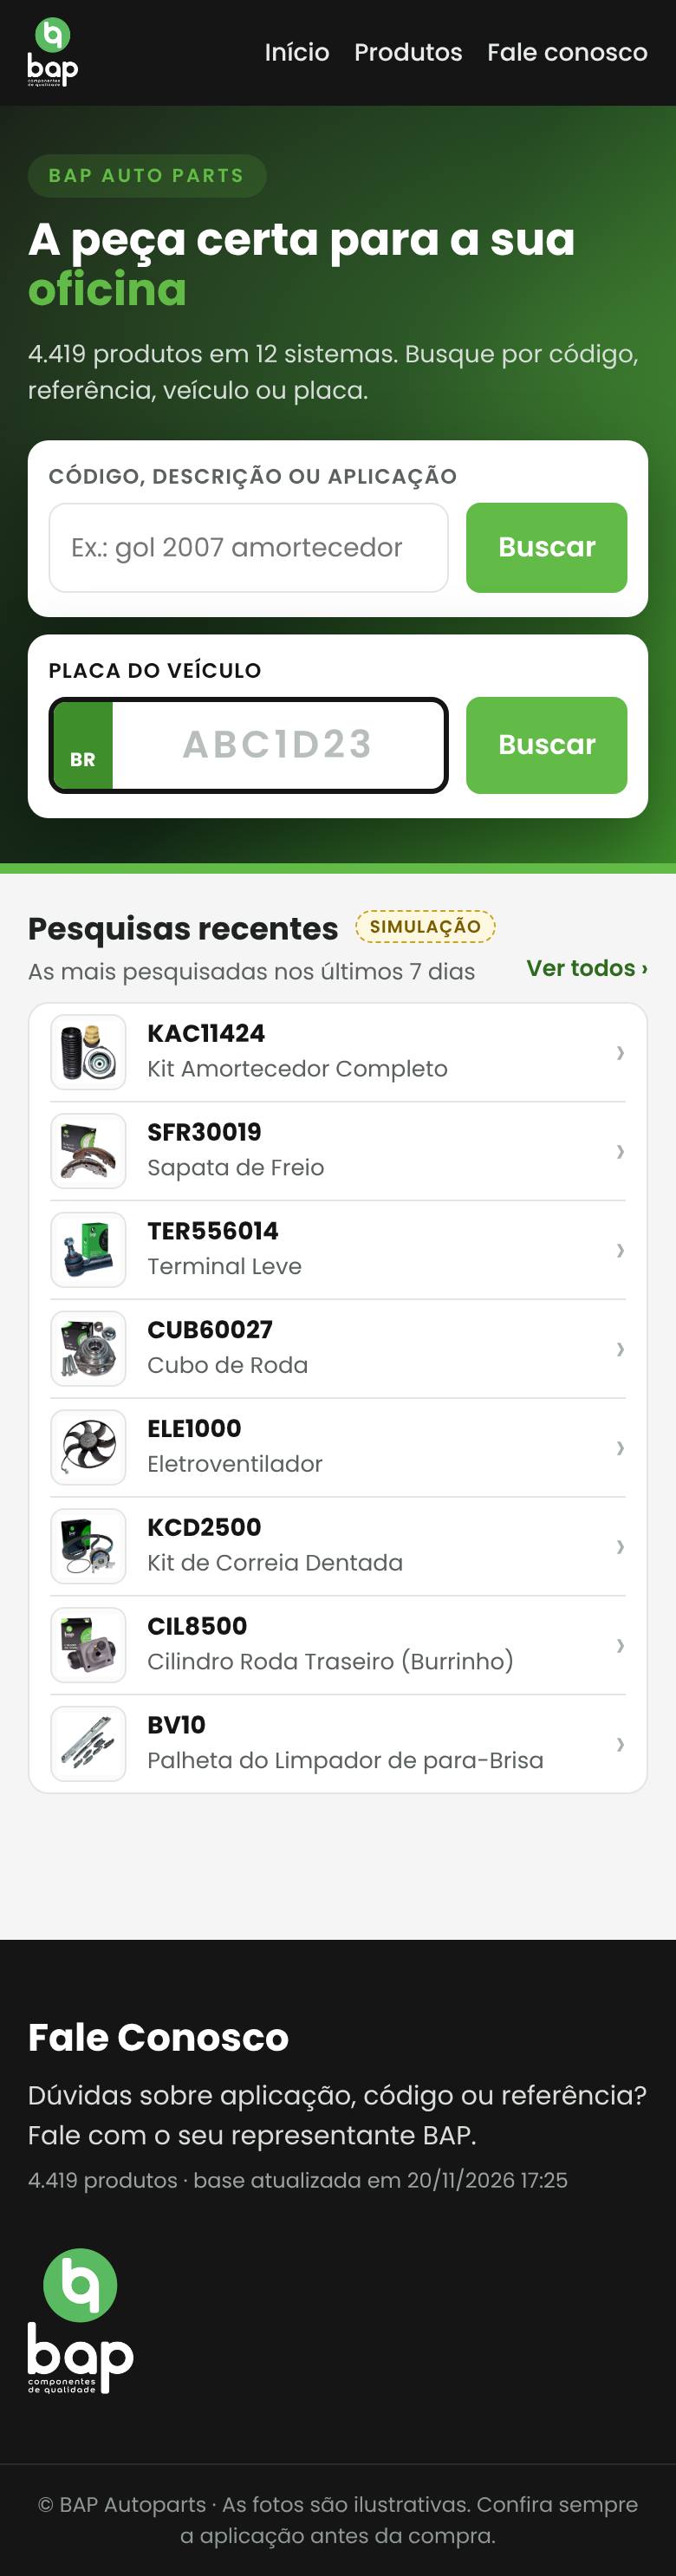 bap
componentes
de qualidade
Início Produtos Fale conosco
BAP AUTO PARTS
A peça certa para a sua
oficina
4.419 produtos em 12 sistemas. Busque por código,
referência, veículo ou placa.
CÓDIGO, DESCRIÇÃO OU APLICAÇÃO
Ex.: gol 2007 amortecedor
Buscar
PLACA DO VEÍCULO
BR
ABC1D23
Buscar
Pesquisas recentes
SIMULAÇÃO
As mais pesquisadas nos últimos 7 dias
Ver todos ›
KAC11424
Kit Amortecedor Completo
SFR30019
Sapata de Freio
TER556014
Terminal Leve
CUB60027
Cubo de Roda
ELE1000
Eletroventilador
KCD2500
Kit de Correia Dentada
CIL8500
Cilindro Roda Traseiro (Burrinho)
BV10
Palheta do Limpador de para-Brisa
Fale Conosco
Dúvidas sobre aplicação, código ou referência?
Fale com o seu representante BAP.
4.419 produtos · base atualizada em 20/11/2026 17:25
bap
componentes
de qualidade
© BAP Autoparts · As fotos são ilustrativas. Confira sempre
a aplicação antes da compra.